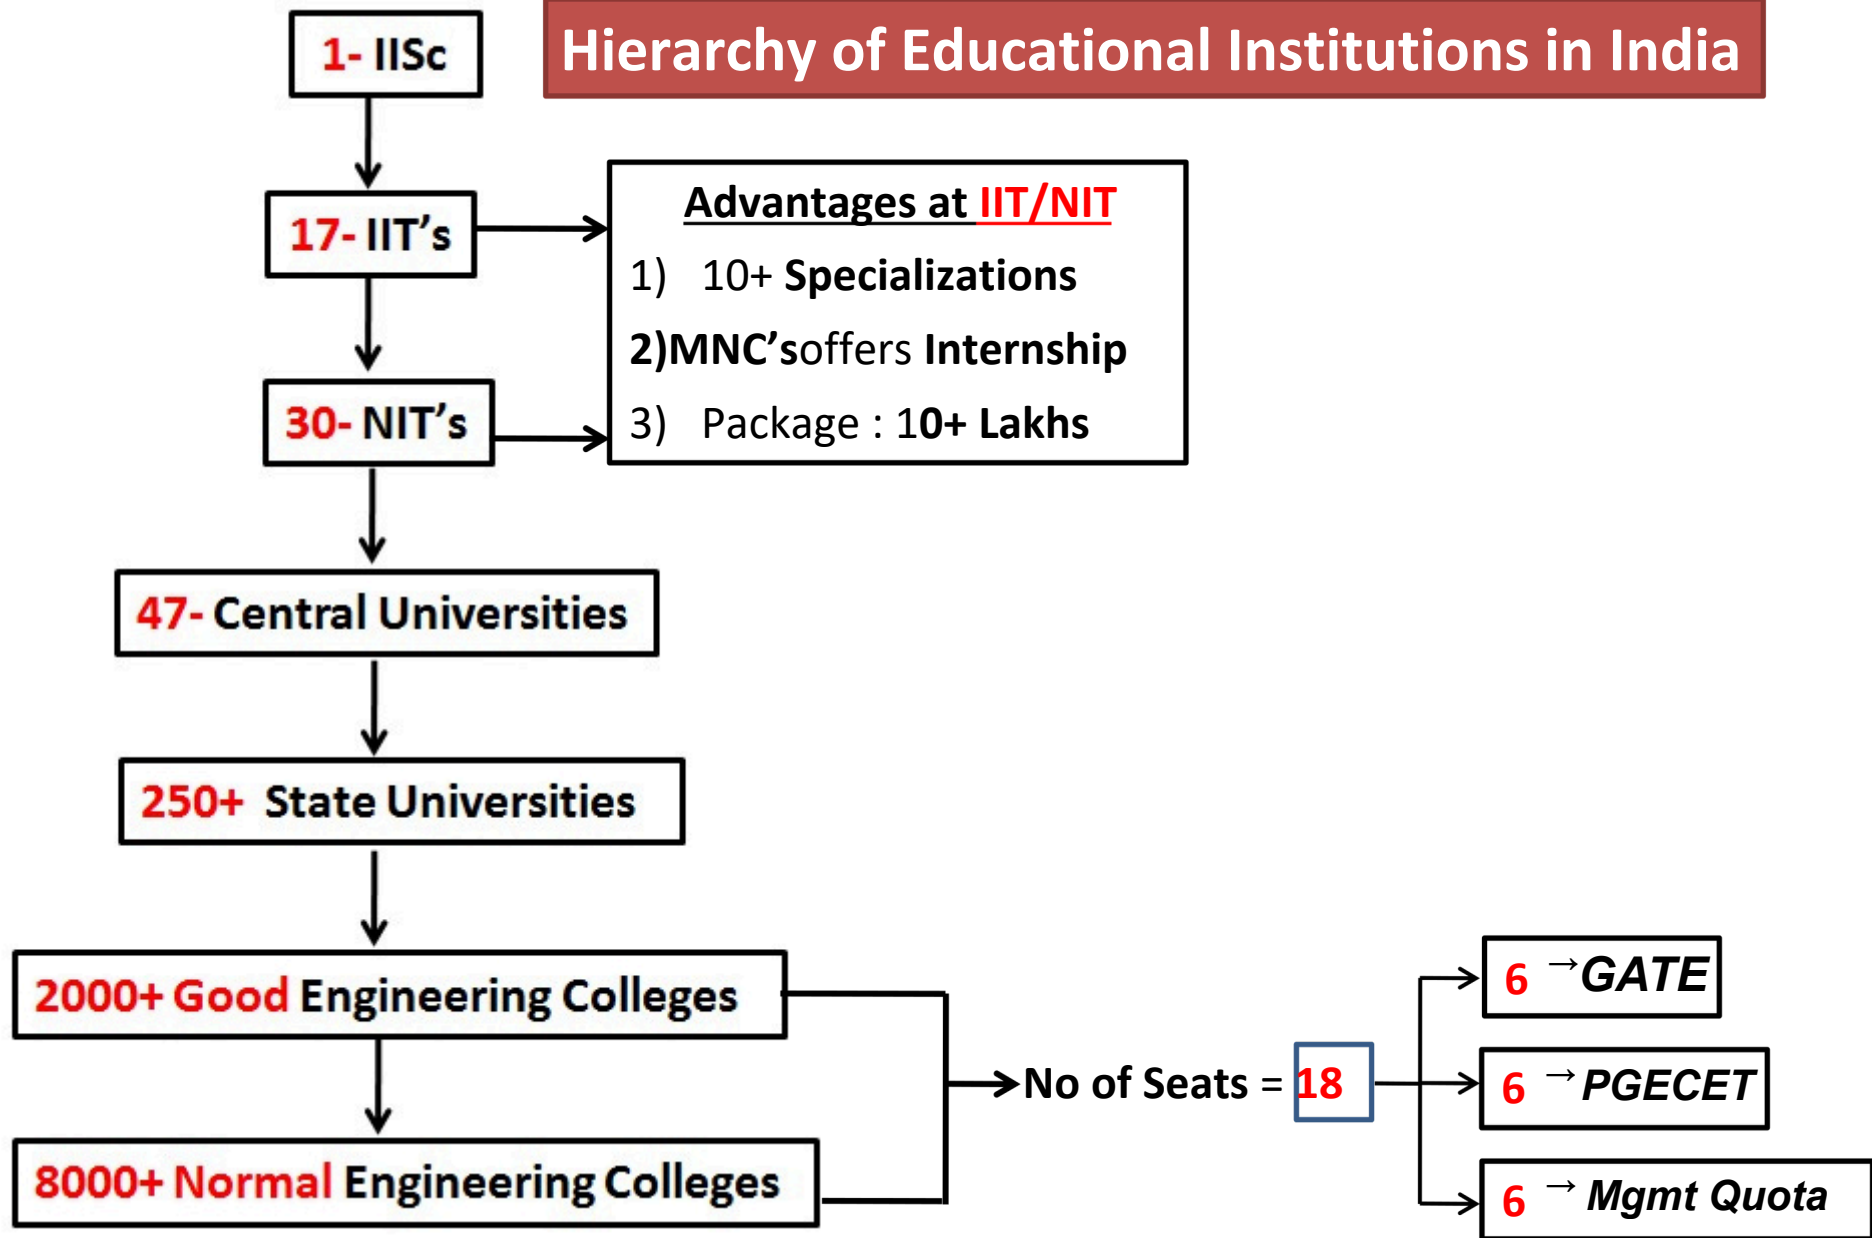 Hierarchy of Educational Institutions in India
1- IISc
17- IIT’s
Advantages at IIT/NIT
1) 10+ Specializations
2)MNC’soffers Internship
3) Package : 10+ Lakhs
30- NIT’s
47- Central Universities
250+ State Universities
2000+ Good Engineering Colleges
8000+ Normal Engineering Colleges
No of Seats = 18
6 →GATE
6 →PGECET
6 → Mgmt Quota